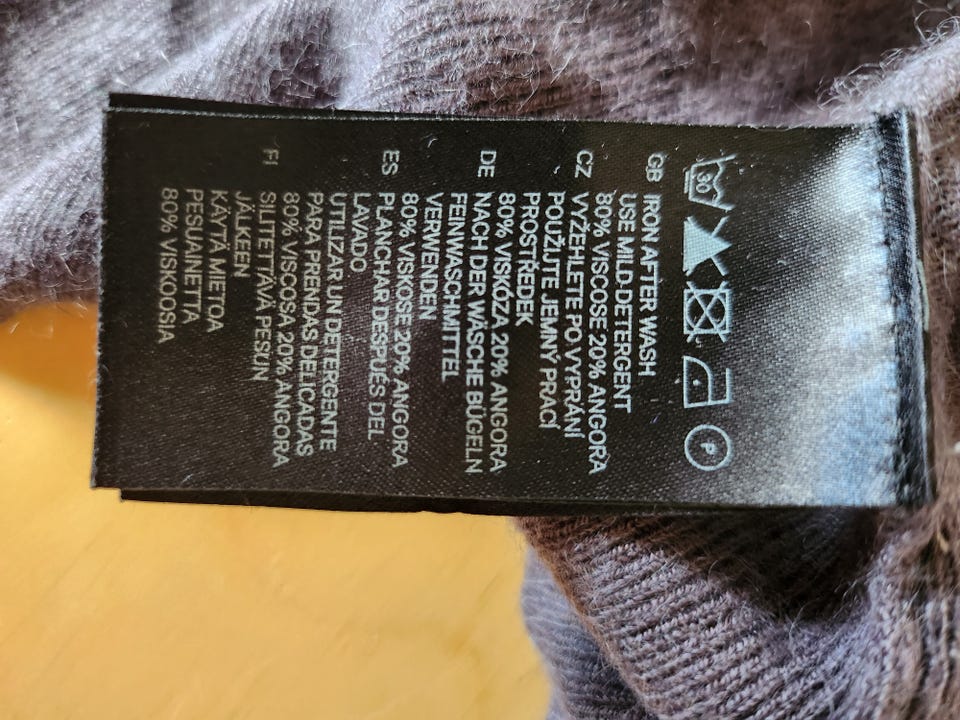 30
P
GB IRON AFTER WASH
USE MILD DETERGENT
80% VISCOSE 20% ANGORA
CZ VYŽEHLETE PO VYPRÁNÍ
POUŽIJTE JEMNÝ PRACÍ
PROSTŘEDEK
80% VISKÓZA 20% ANGORA
DE NACH DER WÄSCHE BÜGELN
FEINWASCHMITTEL
VERWENDEN
80% VISKOSE 20% ANGORA
ES PLANCHAR DESPUÉS DEL
LAVADO
UTILIZAR UN DETERGENTE
PARA PRENDAS DELICADAS
80% VISCOSA 20% ANGORA
FI SILITETTÄVÄ PESUN
JÄLKEEN
KÄYTÄ MIETOA
PESUAINETTA
80% VISKOOSIA